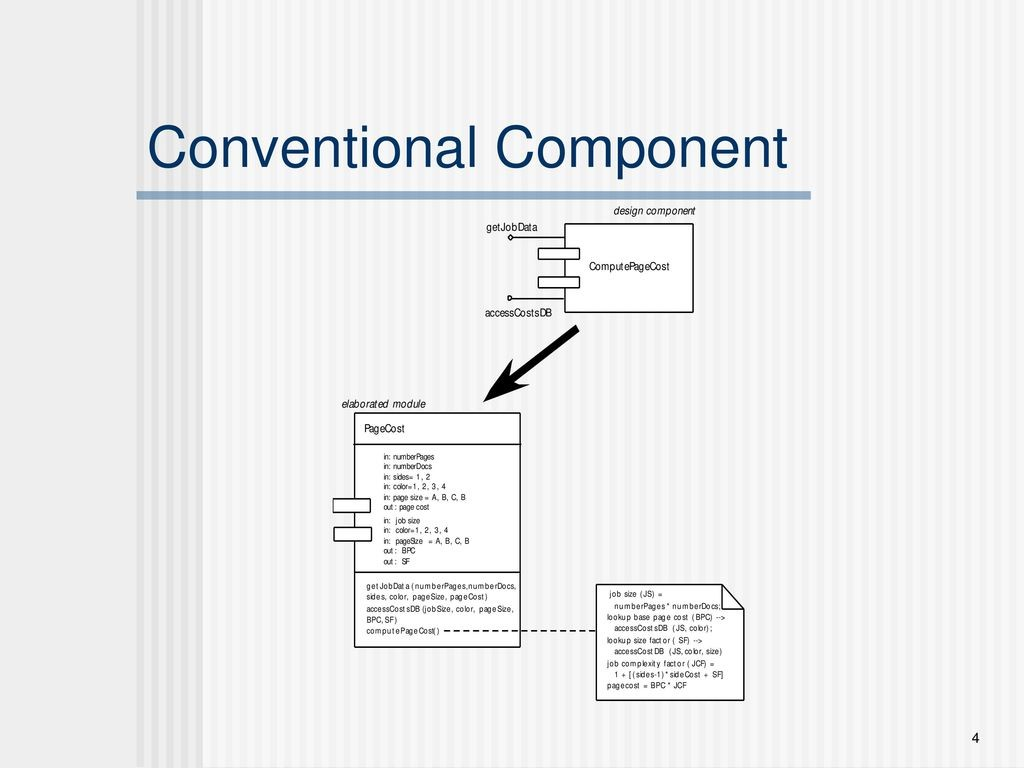 Conventional Component
design component
getJobData
ComputePageCost
accessCostsDB
elaborated module
PageCost
in: numberPages
in: numberDocs
in: sides= 1, 2
in: color=1, 2, 3, 4
in: page size = A, B, C, B
out : page cost
in: job size
in: color=1, 2, 3, 4
in: pageSize = A, B, C, B
out : BPC
out : SF
getJobData (numberPages,numberDocs,
sides, color, pageSize, pageCost)
accessCostsDB (jobSize, color, pageSize,
BPC, SF)
computePageCost()
job size (JS) =
numberPages * numberDocs;
lookup base page cost (BPC) -->
accessCostsDB (JS, color);
lookup size factor (SF) -->
accessCostDB (JS, color, size)
job complexity factor (JCF) =
1 + [(sides-1)*sideCost + SF]
pagecost = BPC * JCF
4